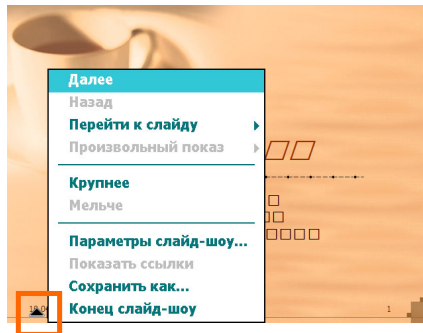 Далее
Назад
Перейти к слайду
Произвольный показ
Крупнее
Мельче
Параметры слайд-шоу...
Показать ссылки
Сохранить как...
Конец слайд-шоу
1